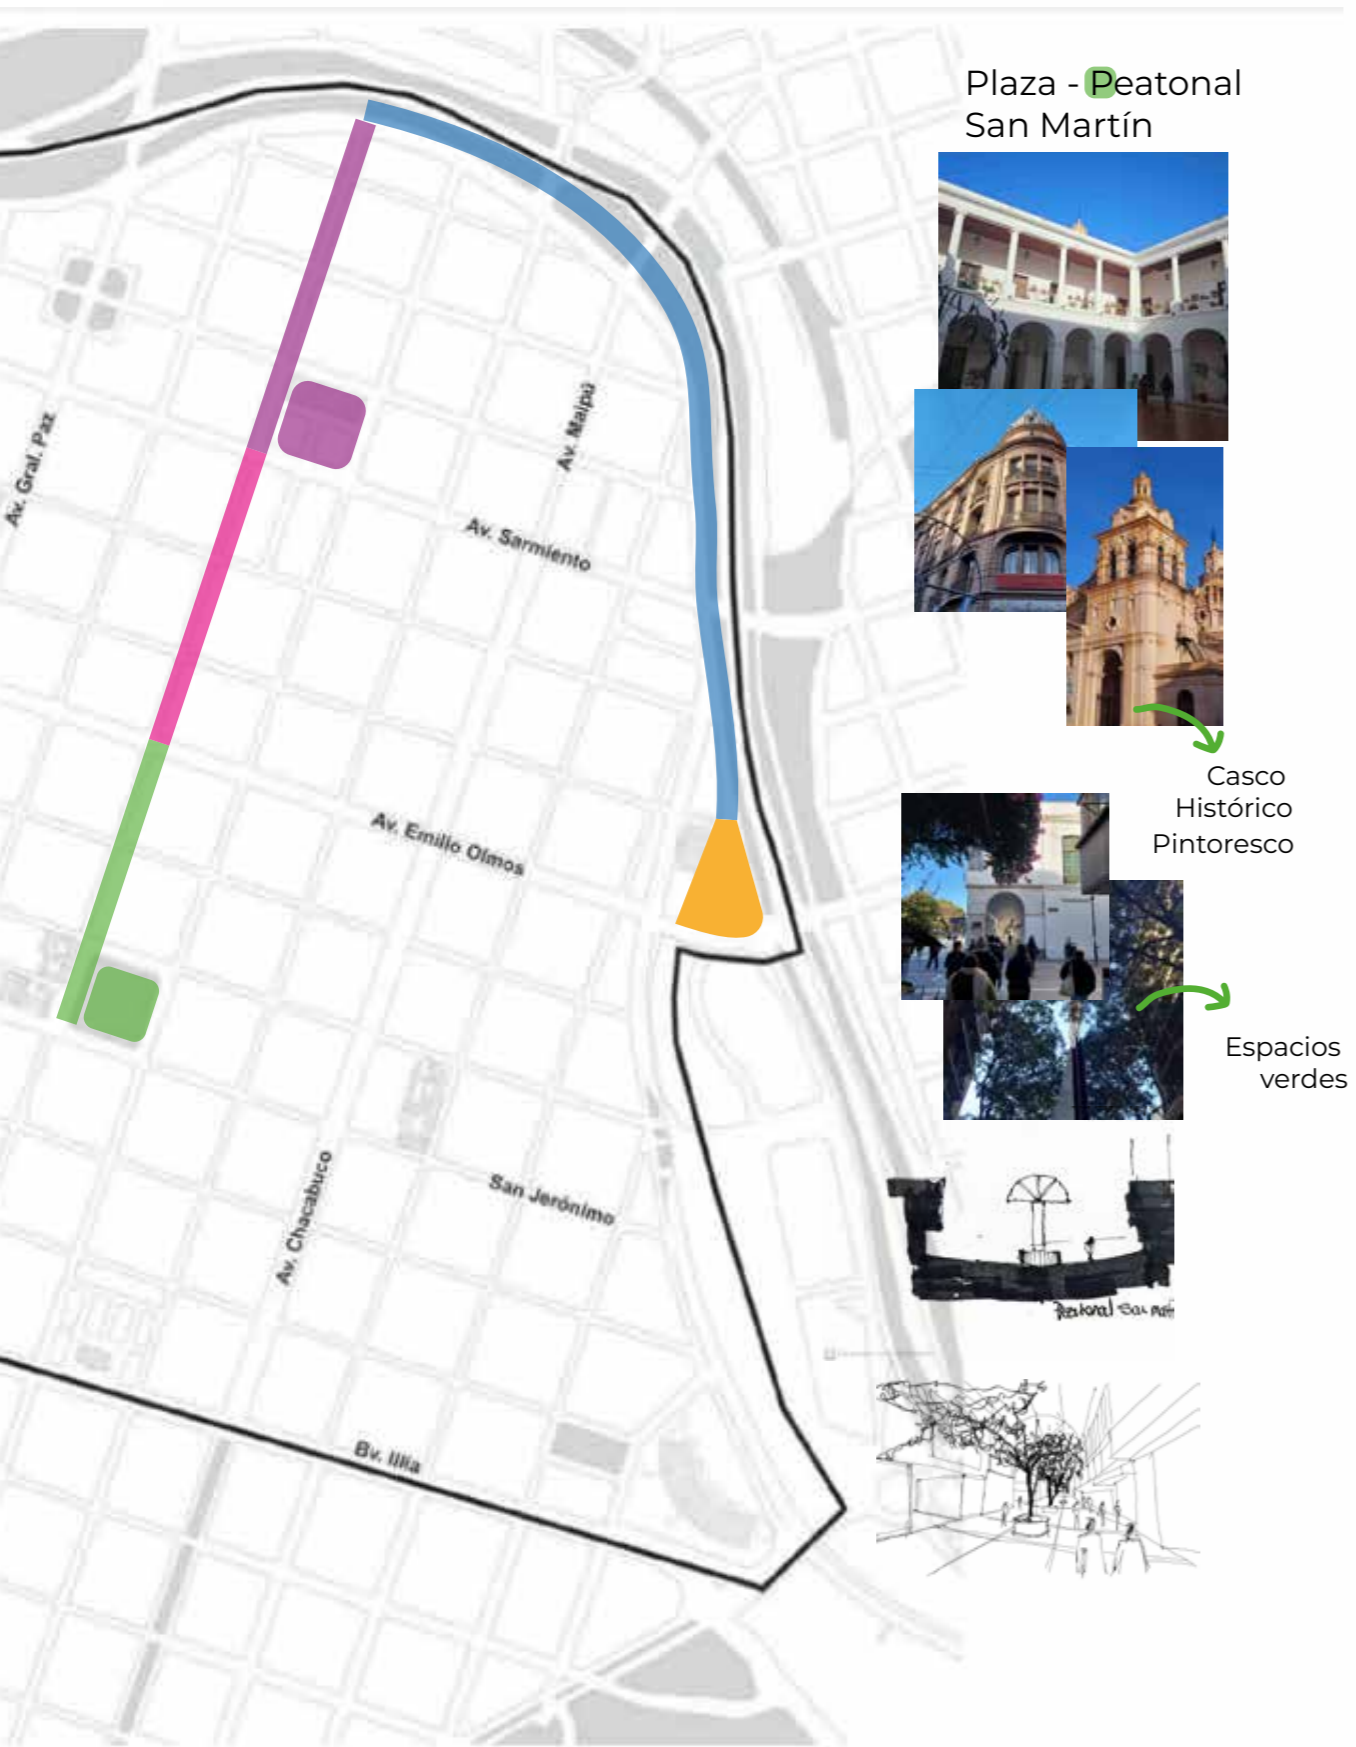 Plaza - Peatonal
San Martín
Av. Gral. Paz
Av. Maipú
Av. Sarmiento
Casco
Histórico
Pintoresco
Av. Emilio Olmos
Espacios
verdes
Av. Chacabuco
San Jerónimo
Peatonal San
Bv. Illia